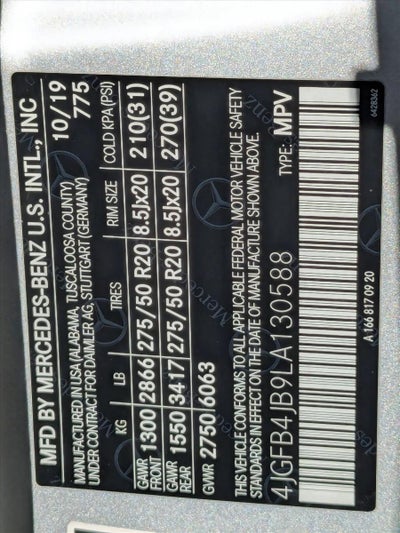 MFD BY MERCEDES-BENZ U.S. INTL., INC
MANUFACTURED IN USA (ALABAMA, TUSCALOOSA COUNTY) 10/19
UNDER CONTRACT FOR DAIMLER AG, STUTTGART (GERMANY) 775
KG LB TIRES RIM SIZE COLD KPA(PSI)
GAWR FRONT 1300 2866 275/50 R20 8.5Jx20 210(31)
GAWR REAR 1550 3417 275/50 R20 8.5Jx20 270(39)
GVWR 2750 6063
THIS VEHICLE CONFORMS TO ALL APPLICABLE FEDERAL MOTOR VEHICLE SAFETY
STANDARDS IN EFFECT ON THE DATE OF MANUFACTURE SHOWN ABOVE.
4JGFB4JB9LA130588 TYPE: MPV
A 166 817 09 20 6428362